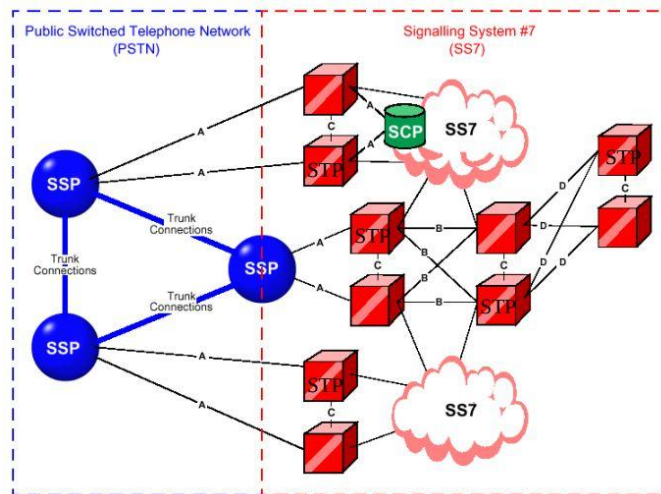 Public Switched Telephone Network
(PSTN)
Signalling System #7
(SS7)
A
A
C
A
SCP
SS7
STP
A
STP
D
C
SSP
A
Trunk
Connections
STP
B
D
Trunk
Connections
SSP
A
C
B
B
C
D
D
A
B
STP
Trunk
Connections
SSP
A
STP
C
SS7
A